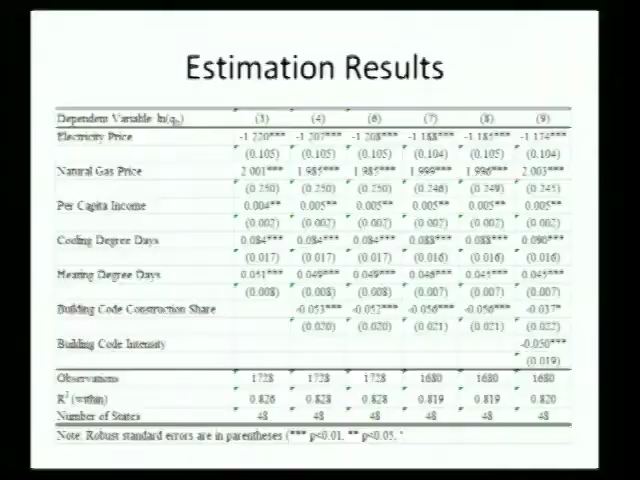 Estimation Results
Dependent Variable ln(q) (3) (4) (6) (7) (8) (9)
Electricity Price -1.220*** -1.207*** -1.208*** -1.188*** -1.185*** -1.174***
(0.105) (0.105) (0.105) (0.104) (0.104) (0.104)
Natural Gas Price 2.001*** 1.985*** 1.985*** 1.999*** 1.996*** 2.003***
(0.250) (0.250) (0.250) (0.246) (0.249) (0.245)
Per Capita Income 0.004** 0.005** 0.005** 0.005** 0.005** 0.005**
(0.002) (0.002) (0.002) (0.002) (0.002) (0.002)
Cooling Degree Days 0.084*** 0.084*** 0.084*** 0.088*** 0.088*** 0.090***
(0.017) (0.017) (0.017) (0.016) (0.016) (0.016)
Heating Degree Days 0.051*** 0.049*** 0.049*** 0.046*** 0.045*** 0.045***
(0.008) (0.008) (0.008) (0.007) (0.007) (0.007)
Building Code Construction Share -0.053*** -0.052*** -0.056*** -0.056*** -0.037*
(0.020) (0.020) (0.021) (0.021) (0.022)
Building Code Intensity -0.050***
(0.019)
Observations 1728 1728 1728 1680 1680 1680
R² (within) 0.826 0.828 0.828 0.819 0.819 0.820
Number of States 48 48 48 48 48 48
Note: Robust standard errors are in parentheses (*** p<0.01, ** p<0.05, *